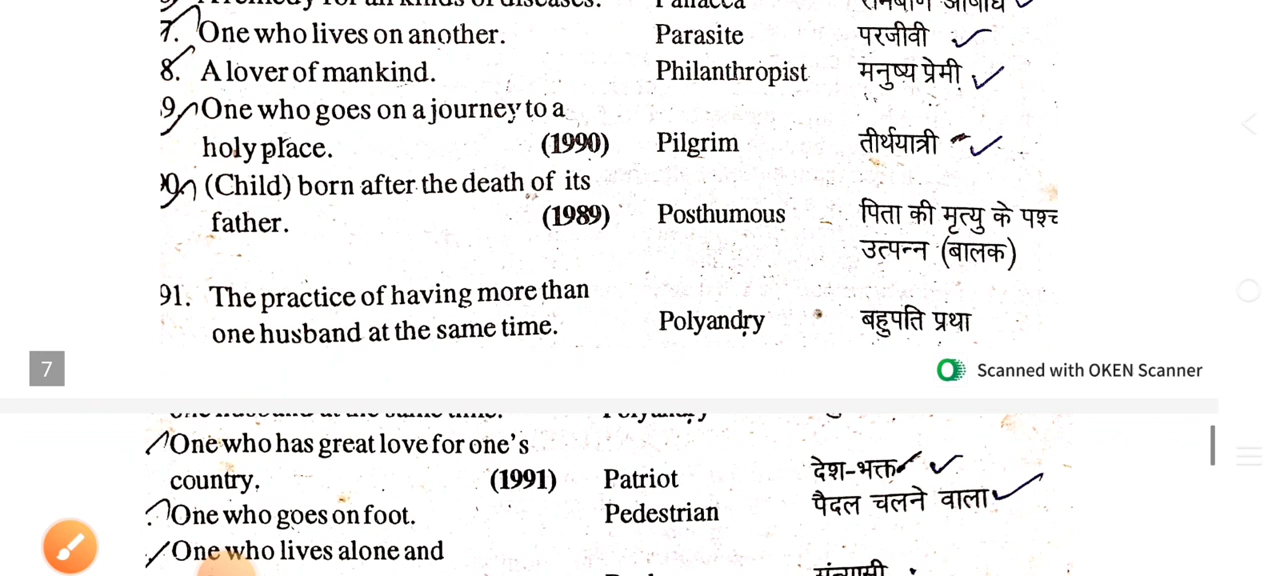 7. One who lives on another. Parasite परजीवी
8. A lover of mankind. Philanthropist मनुष्य प्रेमी
9. One who goes on a journey to a
holy place. (1990) Pilgrim तीर्थयात्री
(Child) born after the death of its
father. (1989) Posthumous पिता की मृत्यु के
उत्पन्न (बालक)
91. The practice of having more than
one husband at the same time. Polyandry बहुपति प्रथा
7
Scanned with OKEN Scanner
One who has great love for one's
country. (1991) Patriot देश-भक्त
One who goes on foot. Pedestrian पैदल चलने वाला
One who lives alone and